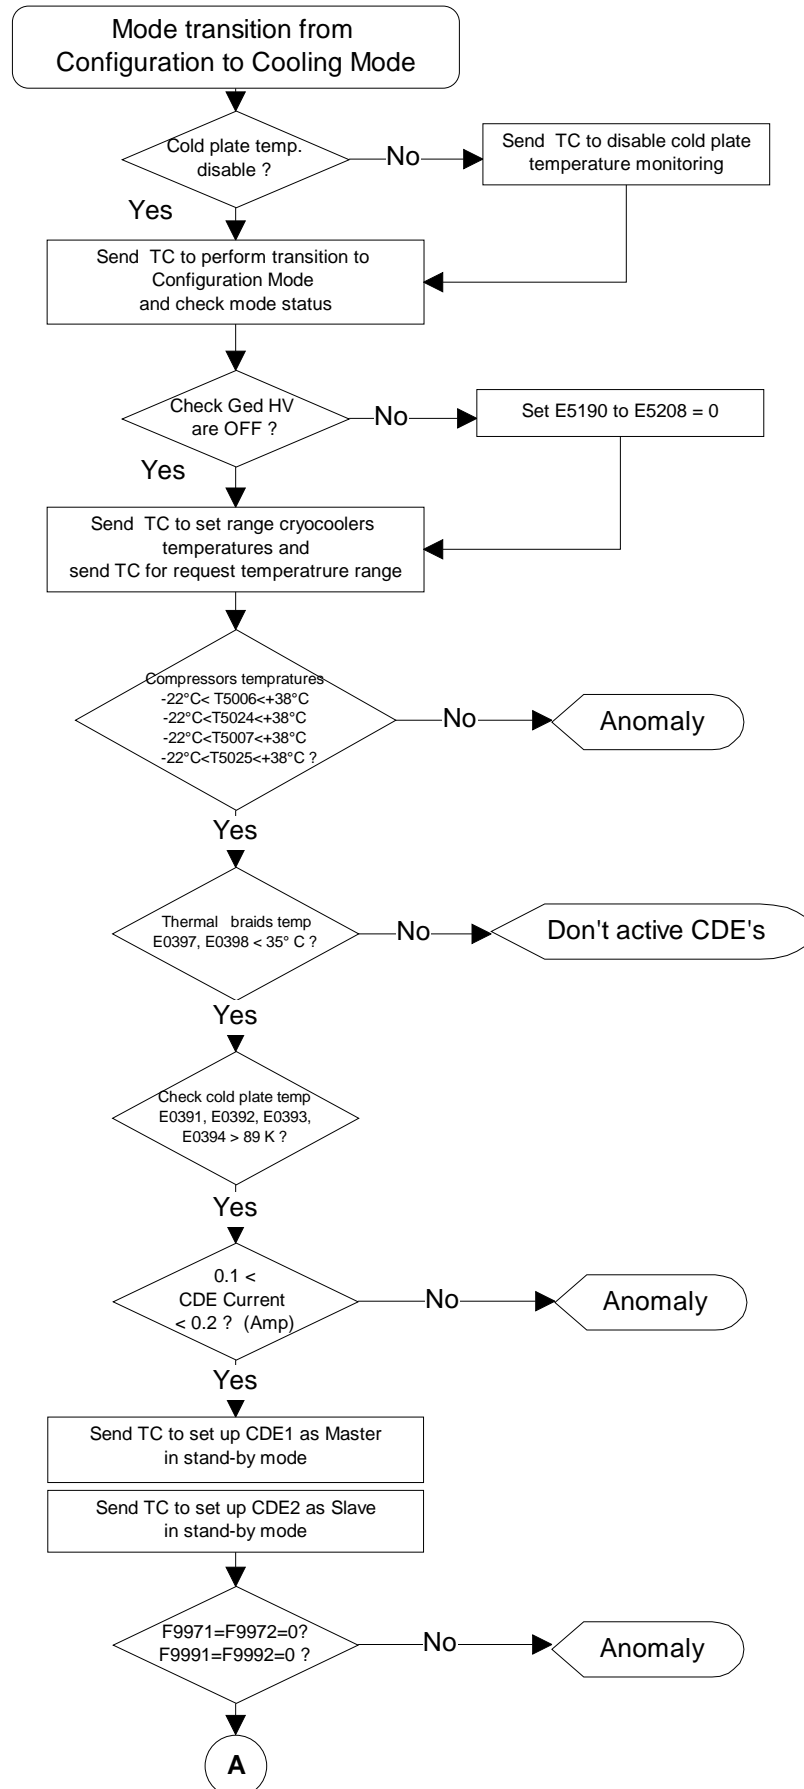 Mode transition from
Configuration to Cooling Mode
Cold plate temp.
disable ?
No
Send  TC to disable cold plate
temperature monitoring
Yes
Send  TC to perform transition to
Configuration Mode
and check mode status
Check Ged HV
are OFF ?
No
Set E5190 to E5208 = 0
Yes
Send  TC to set range cryocoolers
temperatures and
send TC for request temperatrure range
Compressors tempratures
-22°C< T5006<+38°C
-22°C<T5024<+38°C
-22°C<T5007<+38°C
-22°C<T5025<+38°C ?
No
Anomaly
Yes
Thermal   braids temp
E0397, E0398 < 35° C ?
No
Don't active CDE's
Yes
Check cold plate temp
E0391, E0392, E0393,
E0394 > 89 K ?
Yes
0.1 <
CDE Current
< 0.2 ?  (Amp)
No
Anomaly
Yes
Send TC to set up CDE1 as Master
in stand-by mode
Send TC to set up CDE2 as Slave
in stand-by mode
F9971=F9972=0?
F9991=F9992=0 ?
No
Anomaly
A